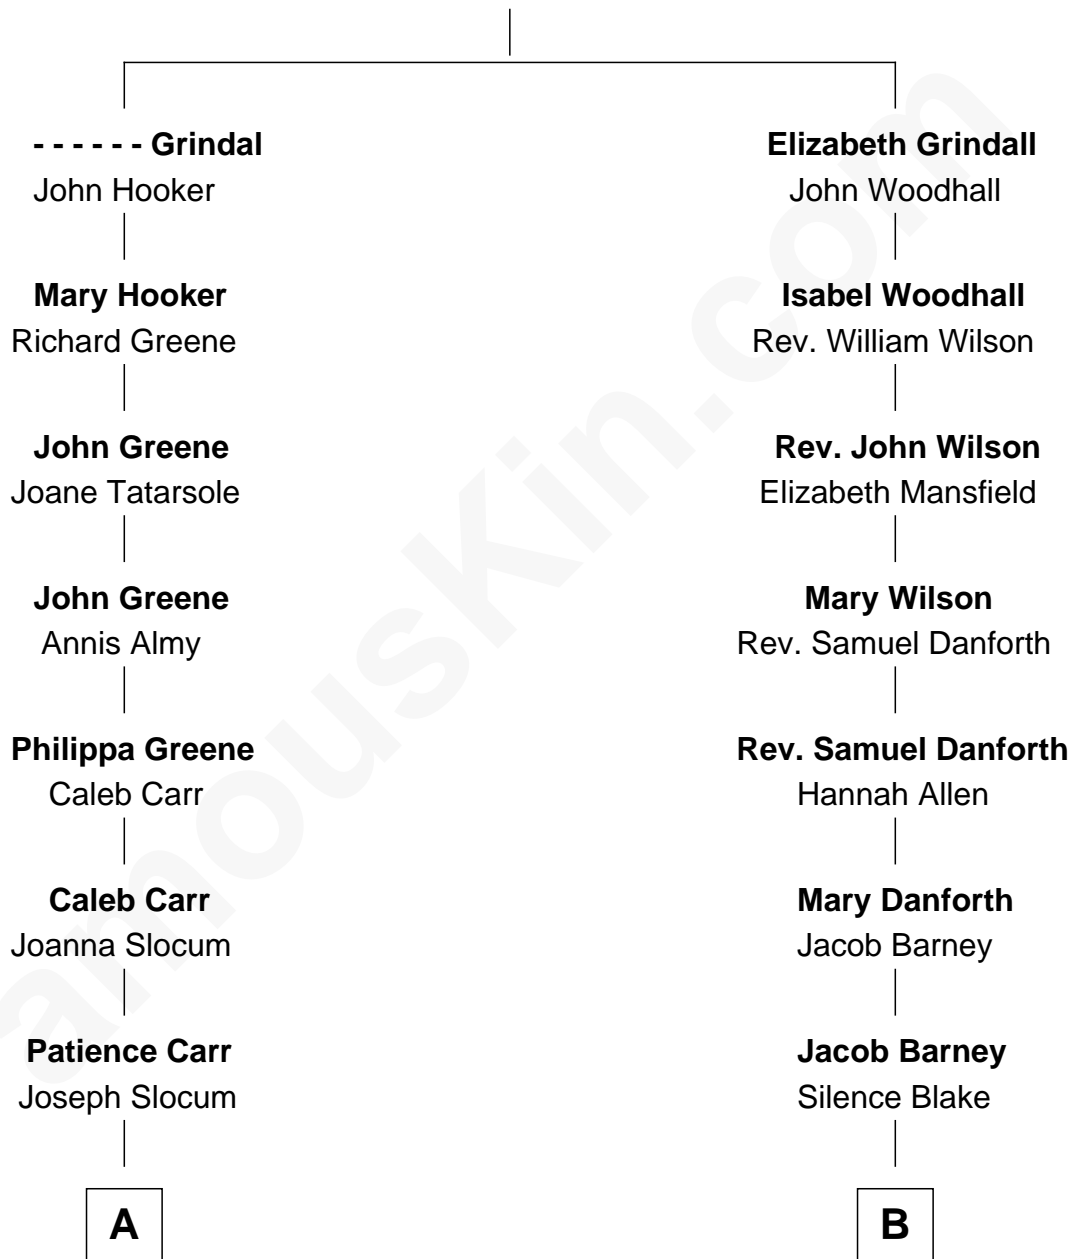 - - - - - - Grindal
John Hooker
Mary Hooker
Richard Greene
John Greene
Joane Tatarsole
John Greene
Annis Almy
Philippa Greene
Caleb Carr
Caleb Carr
Joanna Slocum
Patience Carr
Joseph Slocum
A
Elizabeth Grindall
John Woodhall
Isabel Woodhall
Rev. William Wilson
Rev. John Wilson
Elizabeth Mansfield
Mary Wilson
Rev. Samuel Danforth
Rev. Samuel Danforth
Hannah Allen
Mary Danforth
Jacob Barney
Jacob Barney
Silence Blake
B
amousKin.com